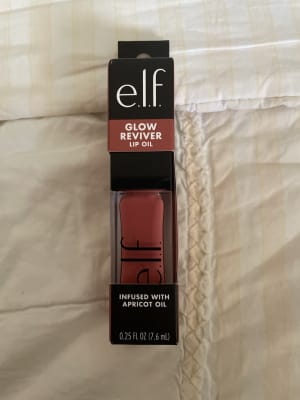 e.l.f.
GLOW
REVIVER
LIP OIL
e.l.f.
INFUSED WITH
APRICOT OIL
0.25 FL OZ (7.6 mL)